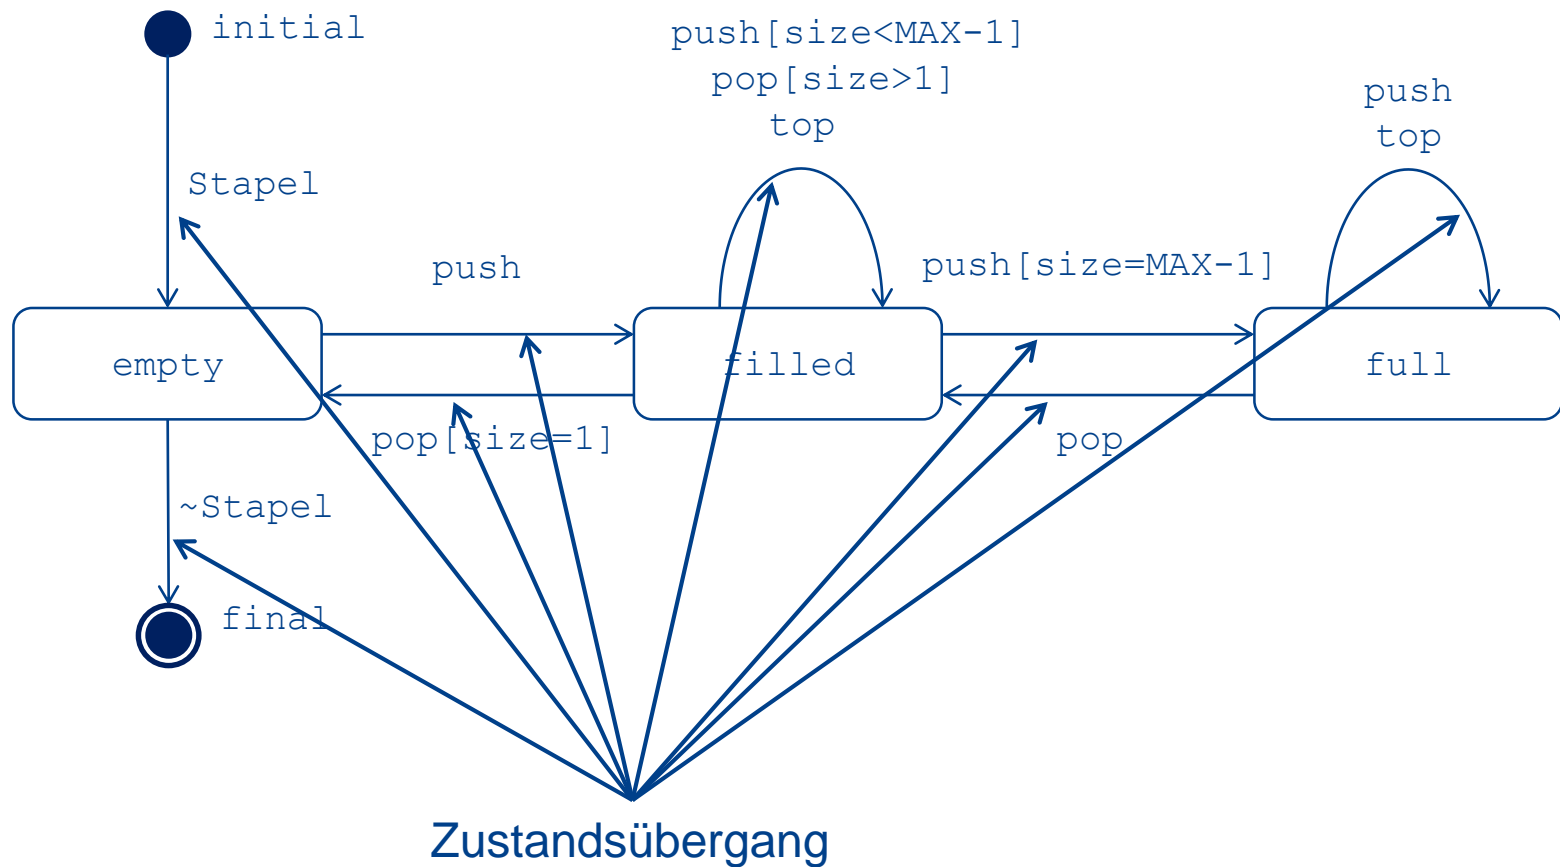 initial
push[size<MAX-1]
pop[size>1]
top
push
top
Stapel
push
push[size=MAX-1]
empty
filled
full
pop[size=1]
pop
~Stapel
final
Zustandsübergang